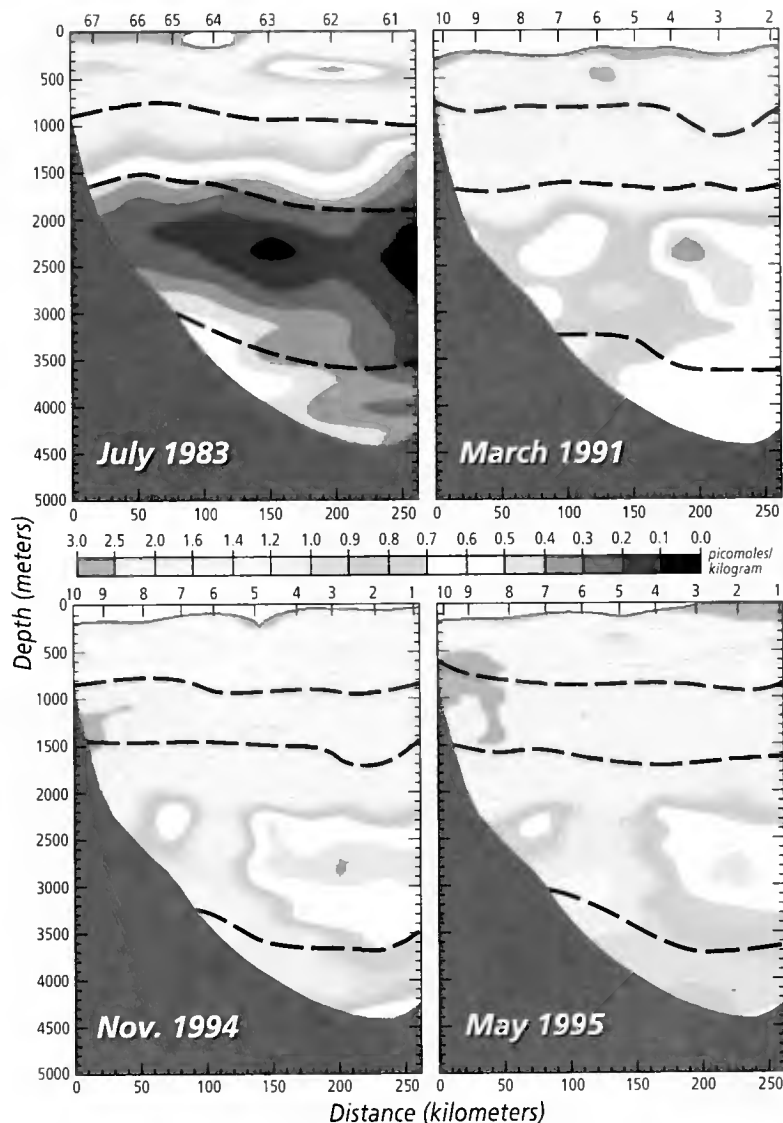 67 66 65 64 63 62 61
10 9 8 7 6 5 4 3 2
0
500
1000
1500
2000
2500
3000
3500
4000
4500
5000
July 1983
March 1991
0 50 100 150 200 250
0 50 100 150 200 250
3.0 2.5 2.0 1.6 1.4 1.2 1.0 0.9 0.8 0.7 0.6 0.5 0.4 0.3 0.2 0.1 0.0
picomoles/
kilogram
Depth (meters)
10 9 8 7 6 5 4 3 2 1
10 9 8 7 6 5 4 3 2 1
0
500
1000
1500
2000
2500
3000
3500
4000
4500
5000
Nov. 1994
May 1995
0 50 100 150 200 250
0 50 100 150 200 250
Distance (kilometers)